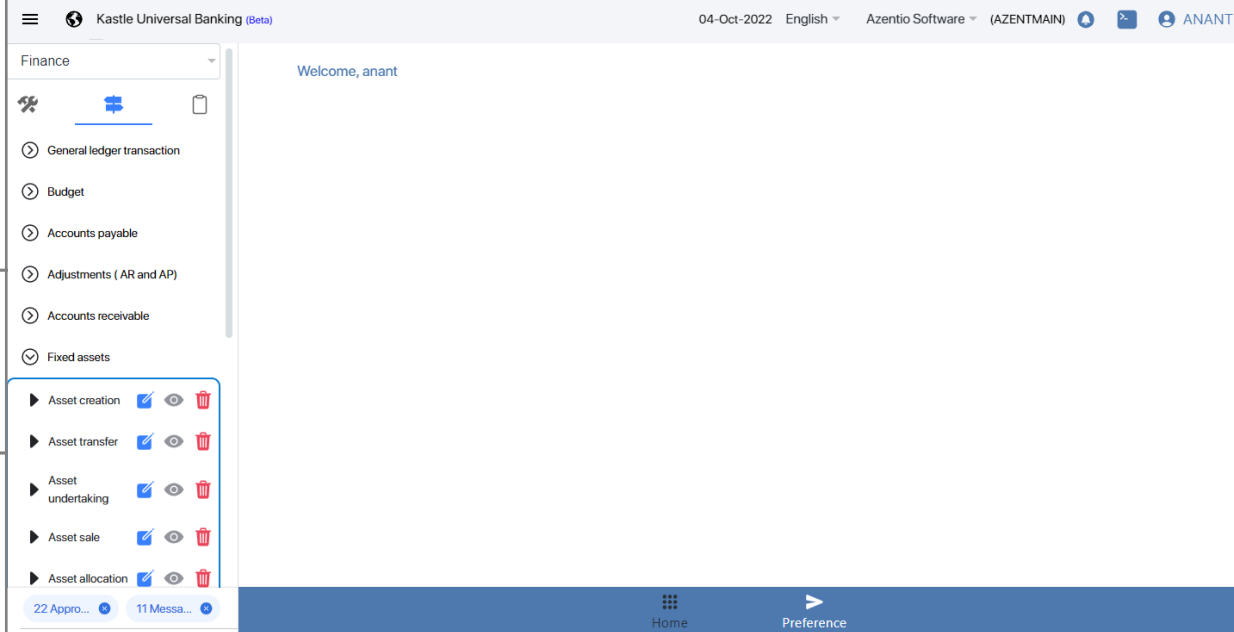 Kastle Universal Banking (Beta) 04-Oct-2022 English Azentio Software (AZENTMAIN) ANANT
Finance
Welcome, anant
General ledger transaction
Budget
Accounts payable
Adjustments ( AR and AP)
Accounts receivable
Fixed assets
Asset creation
Asset transfer
Asset
undertaking
Asset sale
Asset allocation
22 Appro... 11 Messa...
Home Preference